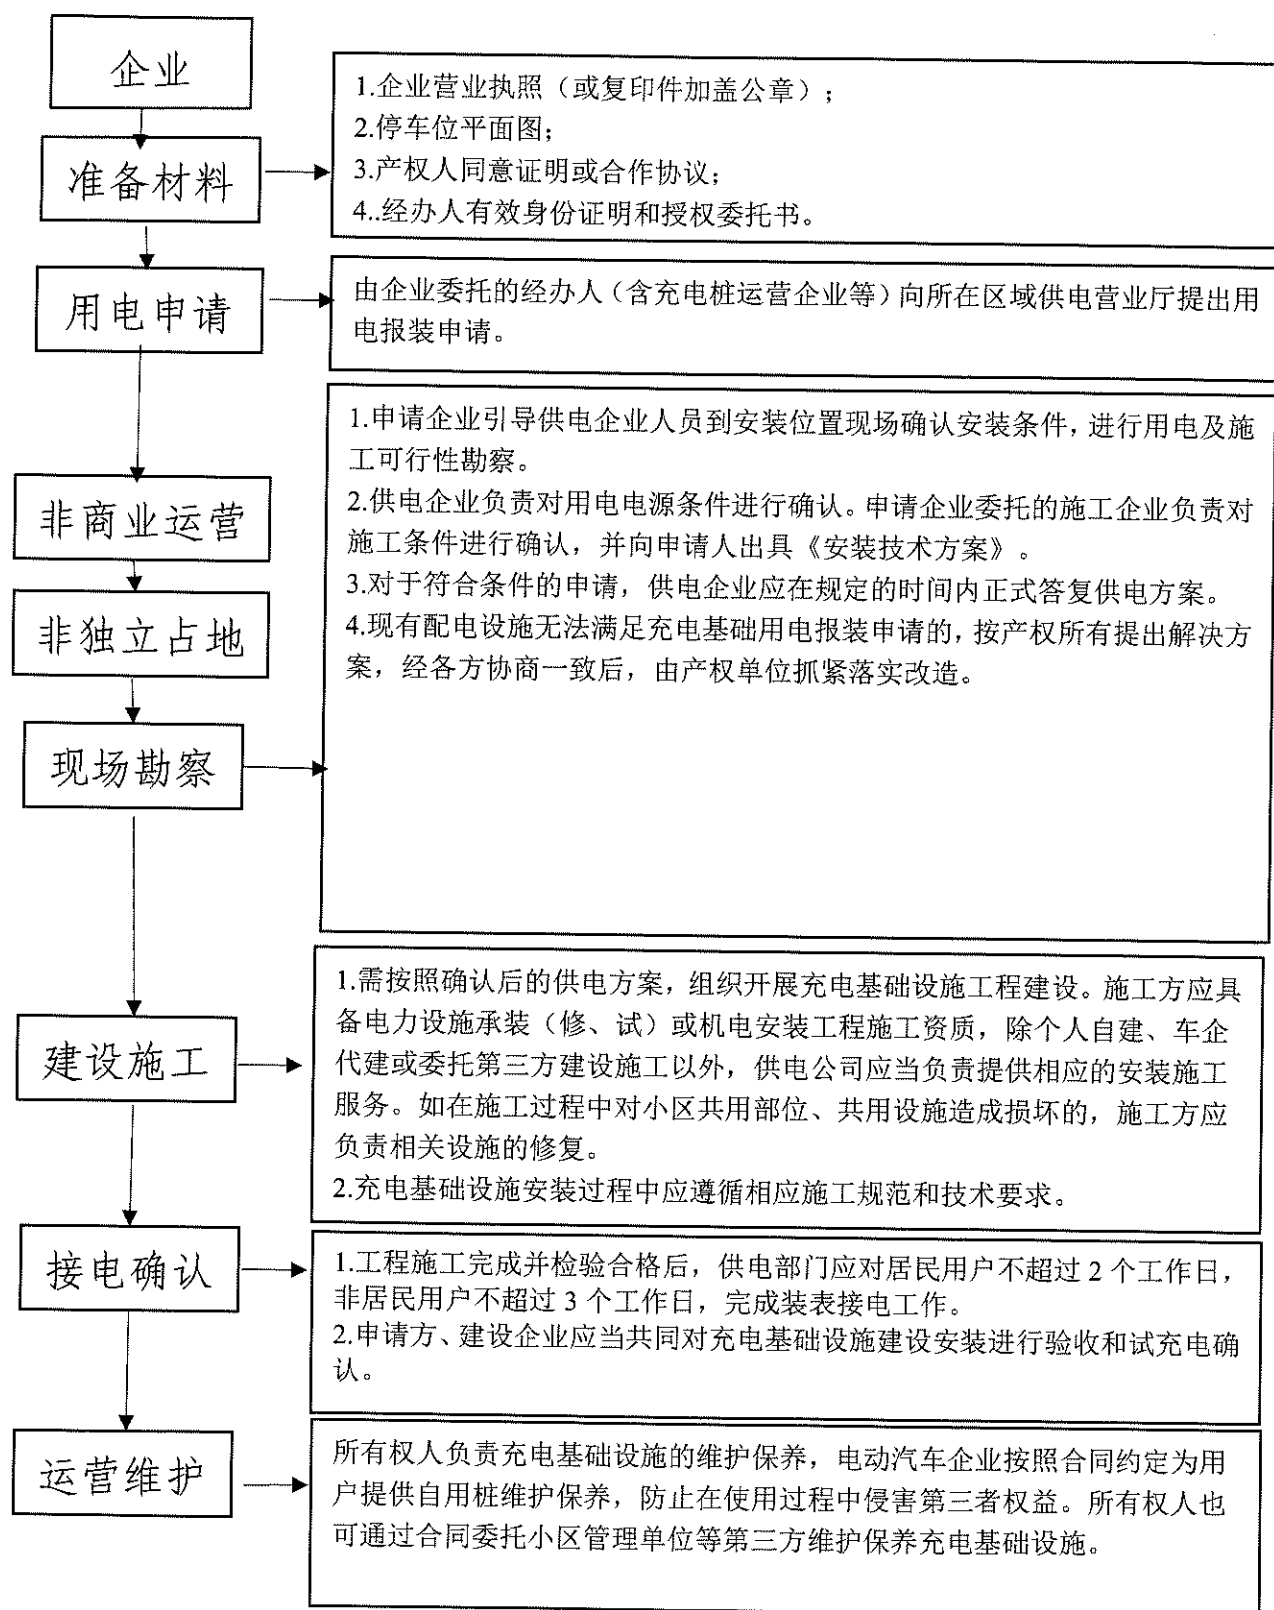 企业
1.企业营业执照（或复印件加盖公章）；
2.停车位平面图；
准备材料
3.产权人同意证明或合作协议；
4..经办人有效身份证明和授权委托书。
用电申请
由企业委托的经办人（含充电桩运营企业等）向所在区域供电营业厅提出用
电报装申请。
1.申请企业引导供电企业人员到安装位置现场确认安装条件，进行用电及施
工可行性勘察。
非商业运营
2.供电企业负责对用电电源条件进行确认。申请企业委托的施工企业负责对
施工条件进行确认，并向申请人出具《安装技术方案》。
3.对于符合条件的申请，供电企业应在规定的时间内正式答复供电方案。
非独立占地
4.现有配电设施无法满足充电基础用电报装申请的，按产权所有提出解决方
案，经各方协商一致后，由产权单位抓紧落实改造。
现场勘察
1.需按照确认后的供电方案，组织开展充电基础设施工程建设。施工方应具
备电力设施承装（修、试）或机电安装工程施工资质，除个人自建、车企
建设施工
代建或委托第三方建设施工以外，供电公司应当负责提供相应的安装施工
服务。如在施工过程中对小区共用部位、共用设施造成损坏的，施工方应
负责相关设施的修复。
2.充电基础设施安装过程中应遵循相应施工规范和技术要求。
接电确认
1.工程施工完成并检验合格后，供电部门应对居民用户不超过 2 个工作日，
非居民用户不超过 3 个工作日，完成装表接电工作。
2.申请方、建设企业应当共同对充电基础设施建设安装进行验收和试充电确
认。
运营维护
所有权人负责充电基础设施的维护保养，电动汽车企业按照合同约定为用
户提供自用桩维护保养，防止在使用过程中侵害第三者权益。所有权人也
可通过合同委托小区管理单位等第三方维护保养充电基础设施。